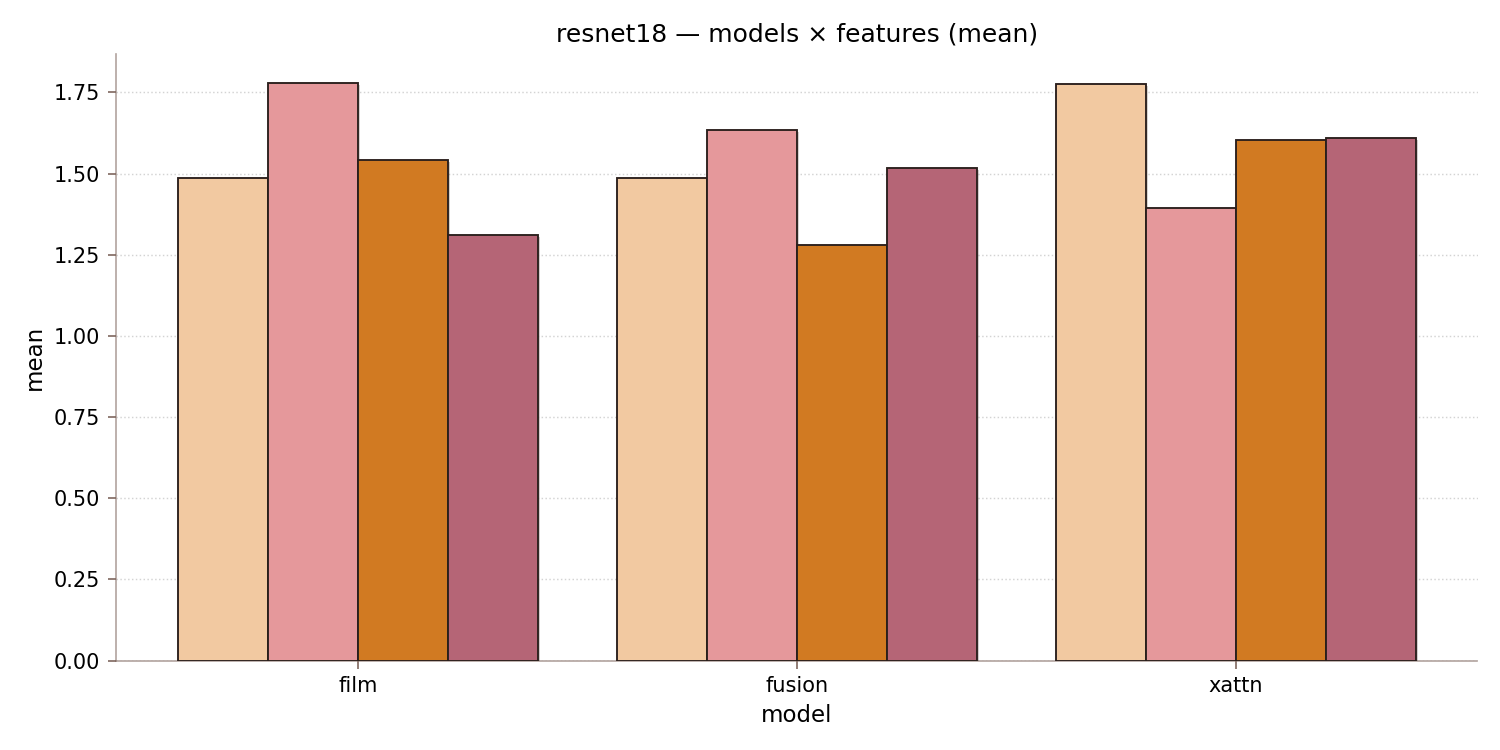 resnet18 — models × features (mean)
1.75
1.50
1.25
1.00
0.75
0.50
0.25
0.00
mean
film
fusion
xattn
model